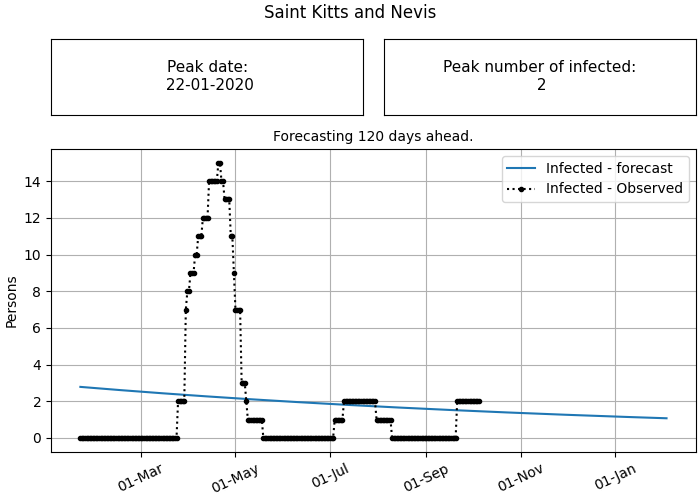 Saint Kitts and Nevis
Peak date:
22-01-2020
Peak number of infected:
2
Forecasting 120 days ahead.
Infected - forecast
Infected - Observed
Persons
14
12
10
8
6
4
2
0
01-Mar
01-May
01-Jul
01-Sep
01-Nov
01-Jan